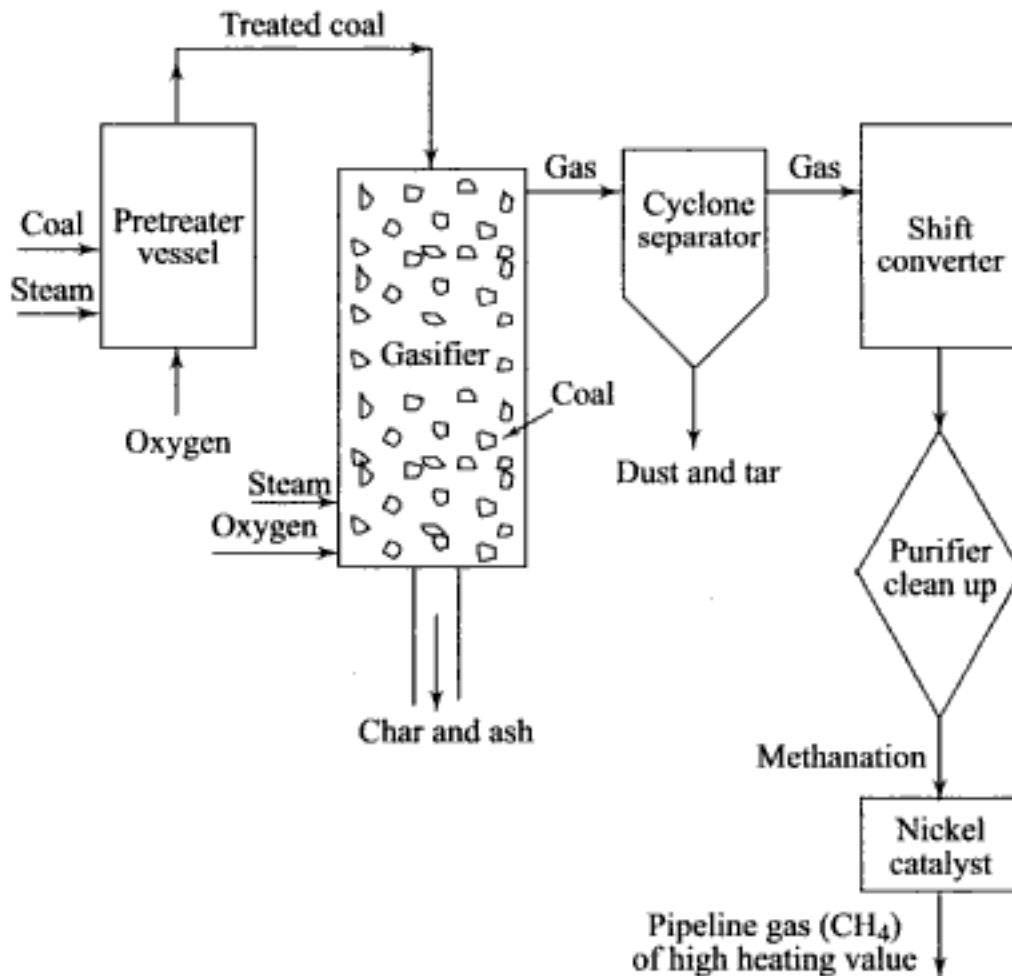 Treated coal
Coal
Steam
Pretreater
vessel
Oxygen
Gasifier
Coal
Steam
Oxygen
Char and ash
Gas
Cyclone
separator
Dust and tar
Gas
Shift
converter
Purifier
clean up
Methanation
Nickel
catalyst
Pipeline gas (CH₄)
of high heating value